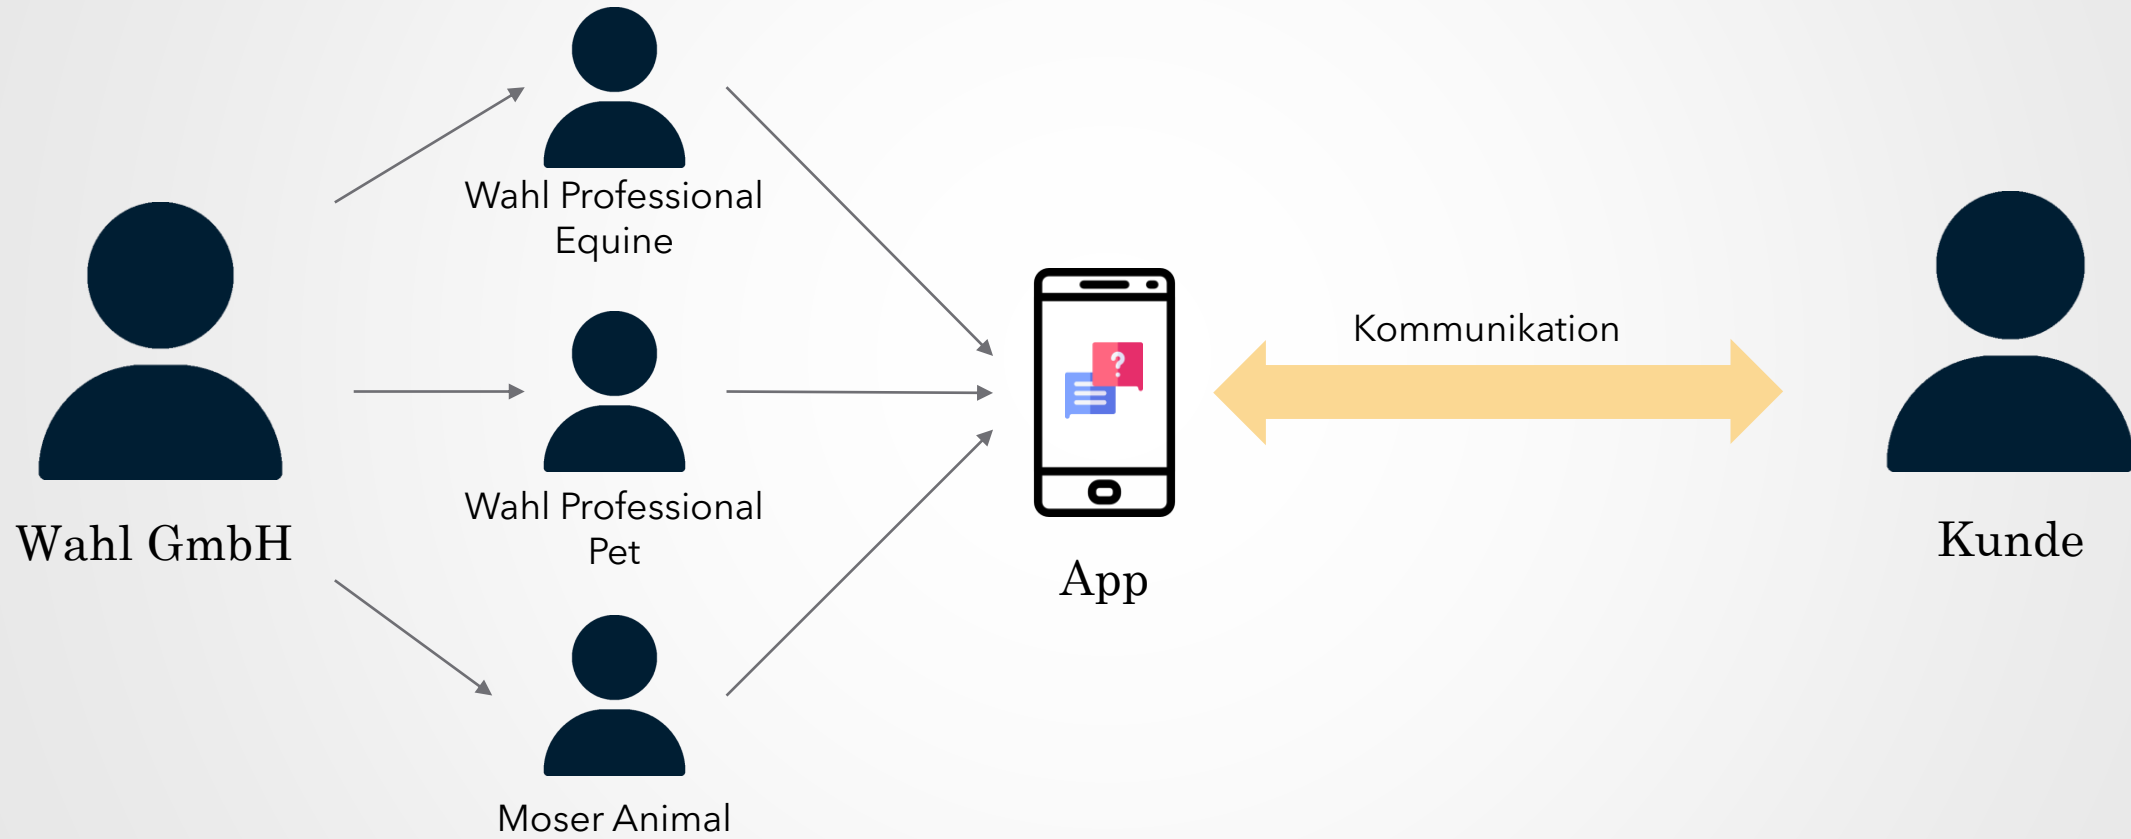 Wahl GmbH
Wahl Professional
Equine
Wahl Professional
Pet
Moser Animal
App
?
Kommunikation
Kunde